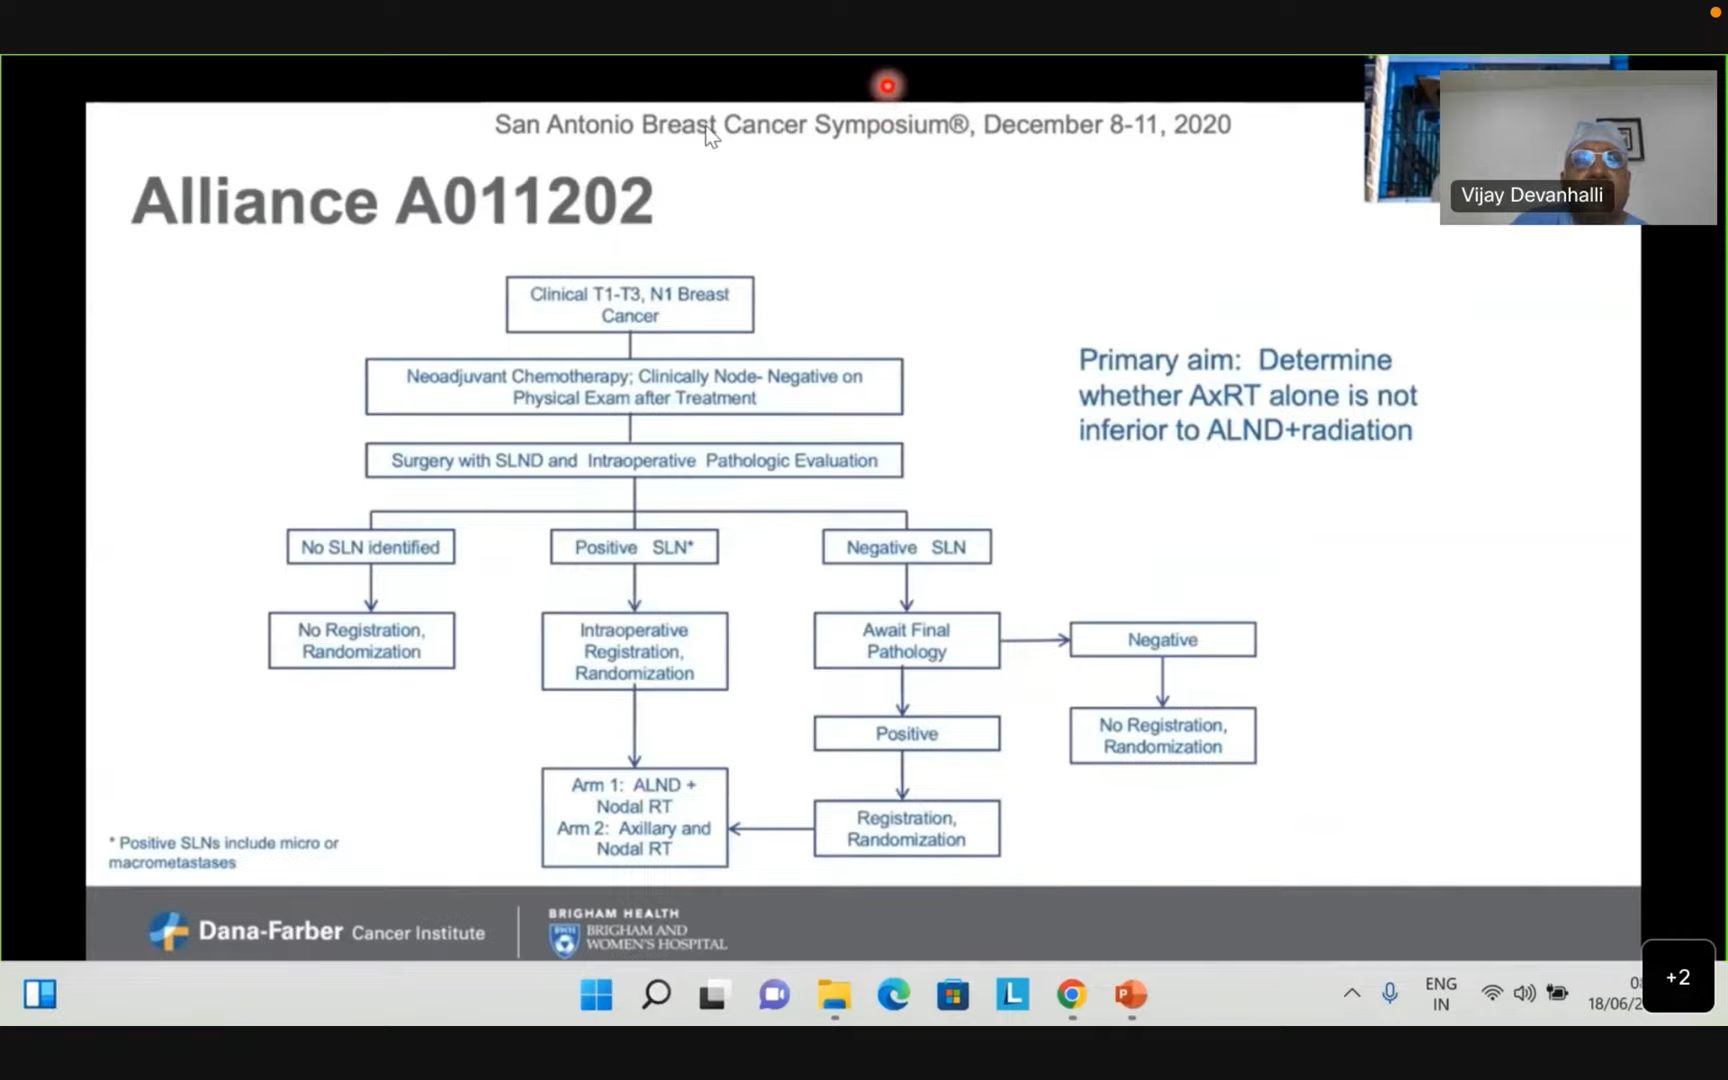 San Antonio Breast Cancer Symposium®, December 8-11, 2020
Vijay Devanhalli
Alliance A011202
Clinical T1-T3, N1 Breast
Cancer
Neoadjuvant Chemotherapy; Clinically Node- Negative on
Physical Exam after Treatment
Primary aim: Determine
whether AxRT alone is not
inferior to ALND+radiation
Surgery with SLND and Intraoperative Pathologic Evaluation
No SLN identified
Positive SLN*
Negative SLN
No Registration,
Randomization
Intraoperative
Registration,
Randomization
Await Final
Pathology
Negative
Positive
No Registration,
Randomization
Arm 1: ALND +
Nodal RT
Arm 2: Axillary and
Nodal RT
Registration,
Randomization
* Positive SLNs include micro or
macrometastases
Dana-Farber Cancer Institute
BRIGHAM HEALTH
BRIGHAM AND
WOMEN'S HOSPITAL
ENG
IN
18/06/2
+2